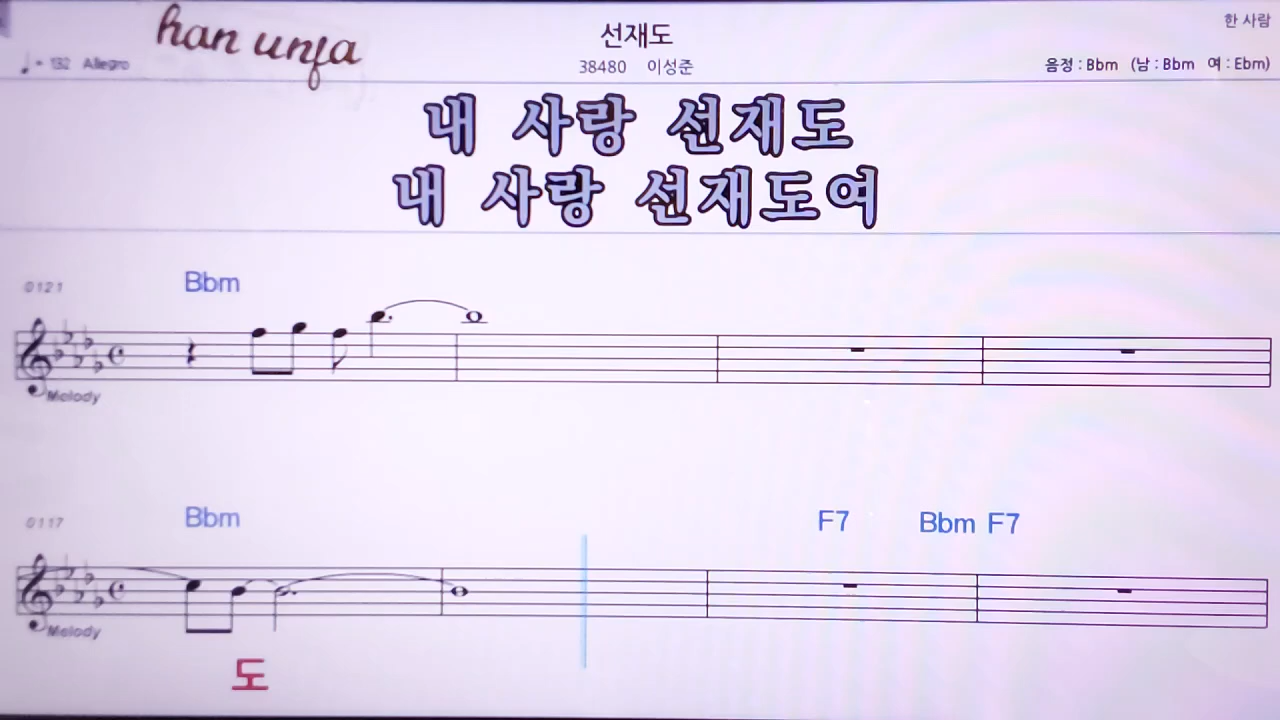 han unfa
선재도
한 사람
♩ = 132 Allegro
38480 이성준
음정 : Bbm (남 : Bbm 여 : Ebm)
내 사랑 선재도
내 사랑 선재도여
0121 Bbm
Melody
0117 Bbm F7 Bbm F7
Melody
도